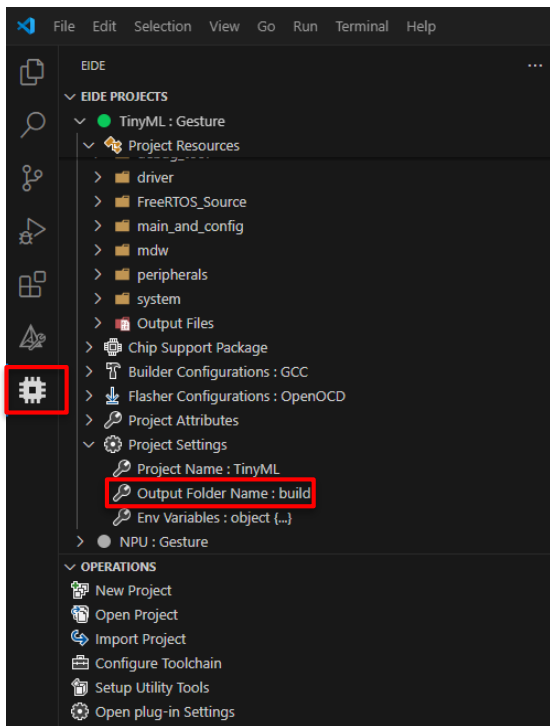 File Edit Selection View Go Run Terminal Help
EIDE ...
EIDE PROJECTS
TinyML : Gesture
Project Resources
driver
FreeRTOS_Source
main_and_config
mdw
peripherals
system
Output Files
Chip Support Package
Builder Configurations : GCC
Flasher Configurations : OpenOCD
Project Attributes
Project Settings
Project Name : TinyML
Output Folder Name : build
Env Variables : object {...}
NPU : Gesture
OPERATIONS
New Project
Open Project
Import Project
Configure Toolchain
Setup Utility Tools
Open plug-in Settings